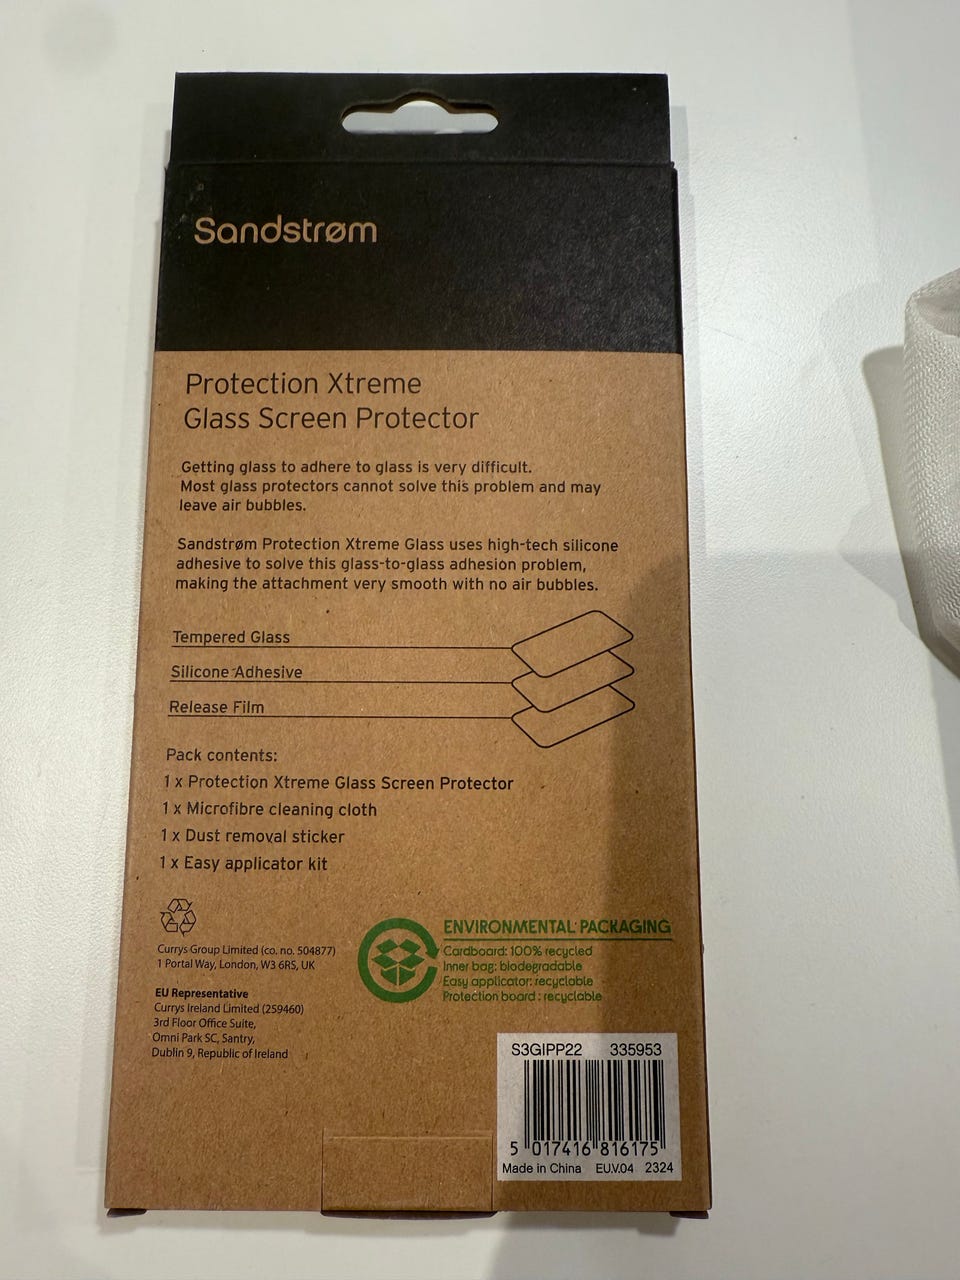 Sandstrøm
Protection Xtreme
Glass Screen Protector
Getting glass to adhere to glass is very difficult.
Most glass protectors cannot solve this problem and may
leave air bubbles.
Sandstrøm Protection Xtreme Glass uses high-tech silicone
adhesive to solve this glass-to-glass adhesion problem,
making the attachment very smooth with no air bubbles.
Tempered Glass
Silicone Adhesive
Release Film
Pack contents:
1 x Protection Xtreme Glass Screen Protector
1 x Microfibre cleaning cloth
1 x Dust removal sticker
1 x Easy applicator kit
Currys Group Limited (co. no. 504877)
1 Portal Way, London, W3 6RS, UK
EU Representative
Currys Ireland Limited (259460)
3rd Floor Office Suite,
Omni Park SC, Santry,
Dublin 9, Republic of Ireland
ENVIRONMENTAL PACKAGING
Cardboard: 100% recycled
Inner bag: biodegradable
Easy applicator: recyclable
Protection board : recyclable
S3GIPP22 335953
5 017416 816175
Made in China EU.V.04 2324